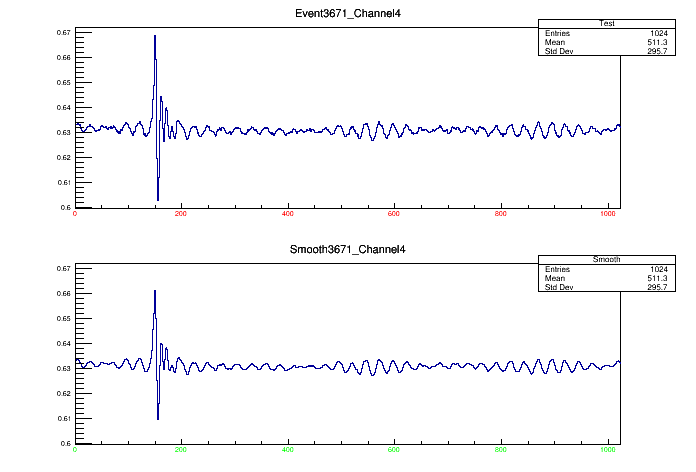 Event3671_Channel4
Test
Entries 1024
Mean 511.3
Std Dev 295.7
0.67
0.66
0.65
0.64
0.63
0.62
0.61
0.6
0 200 400 600 800 1000
Smooth3671_Channel4
Smooth
Entries 1024
Mean 511.3
Std Dev 295.7
0.67
0.66
0.65
0.64
0.63
0.62
0.61
0.6
0 200 400 600 800 1000